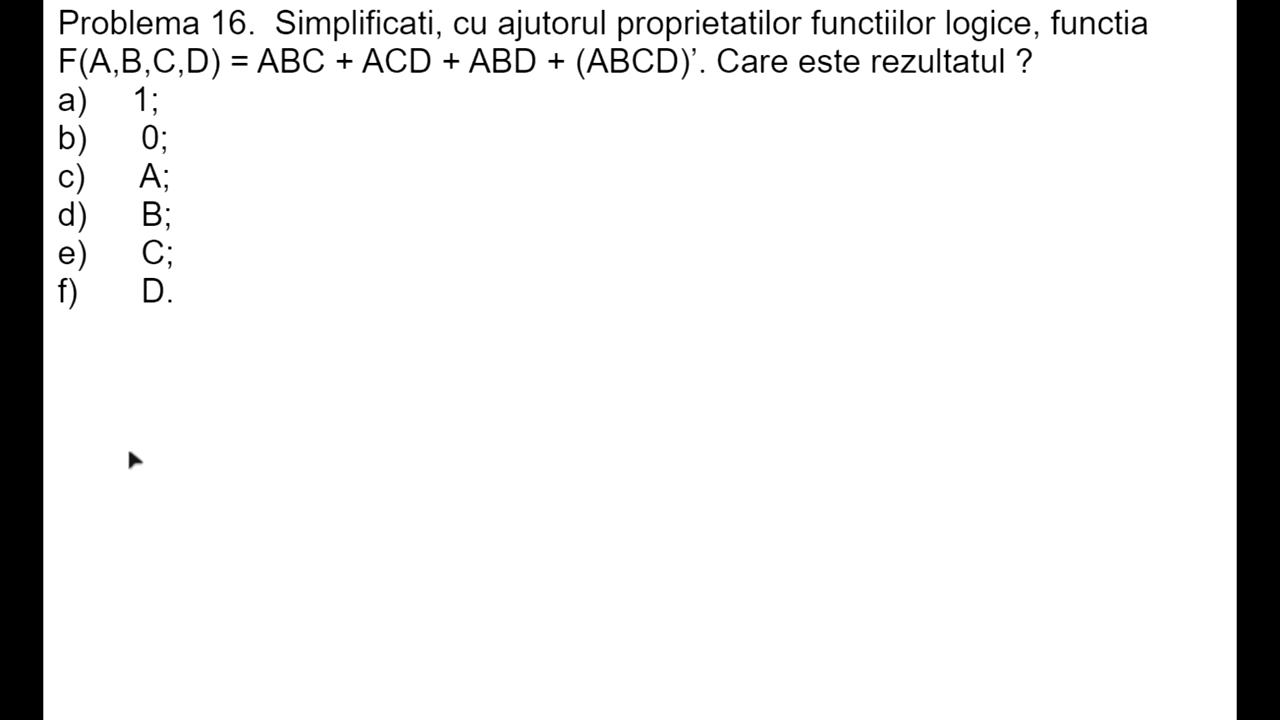 Problema 16.  Simplificati, cu ajutorul proprietatilor functiilor logice, functia
F(A,B,C,D) = ABC + ACD + ABD + (ABCD)’. Care este rezultatul ?
a) 1;
b) 0;
c) A;
d) B;
e) C;
f) D.